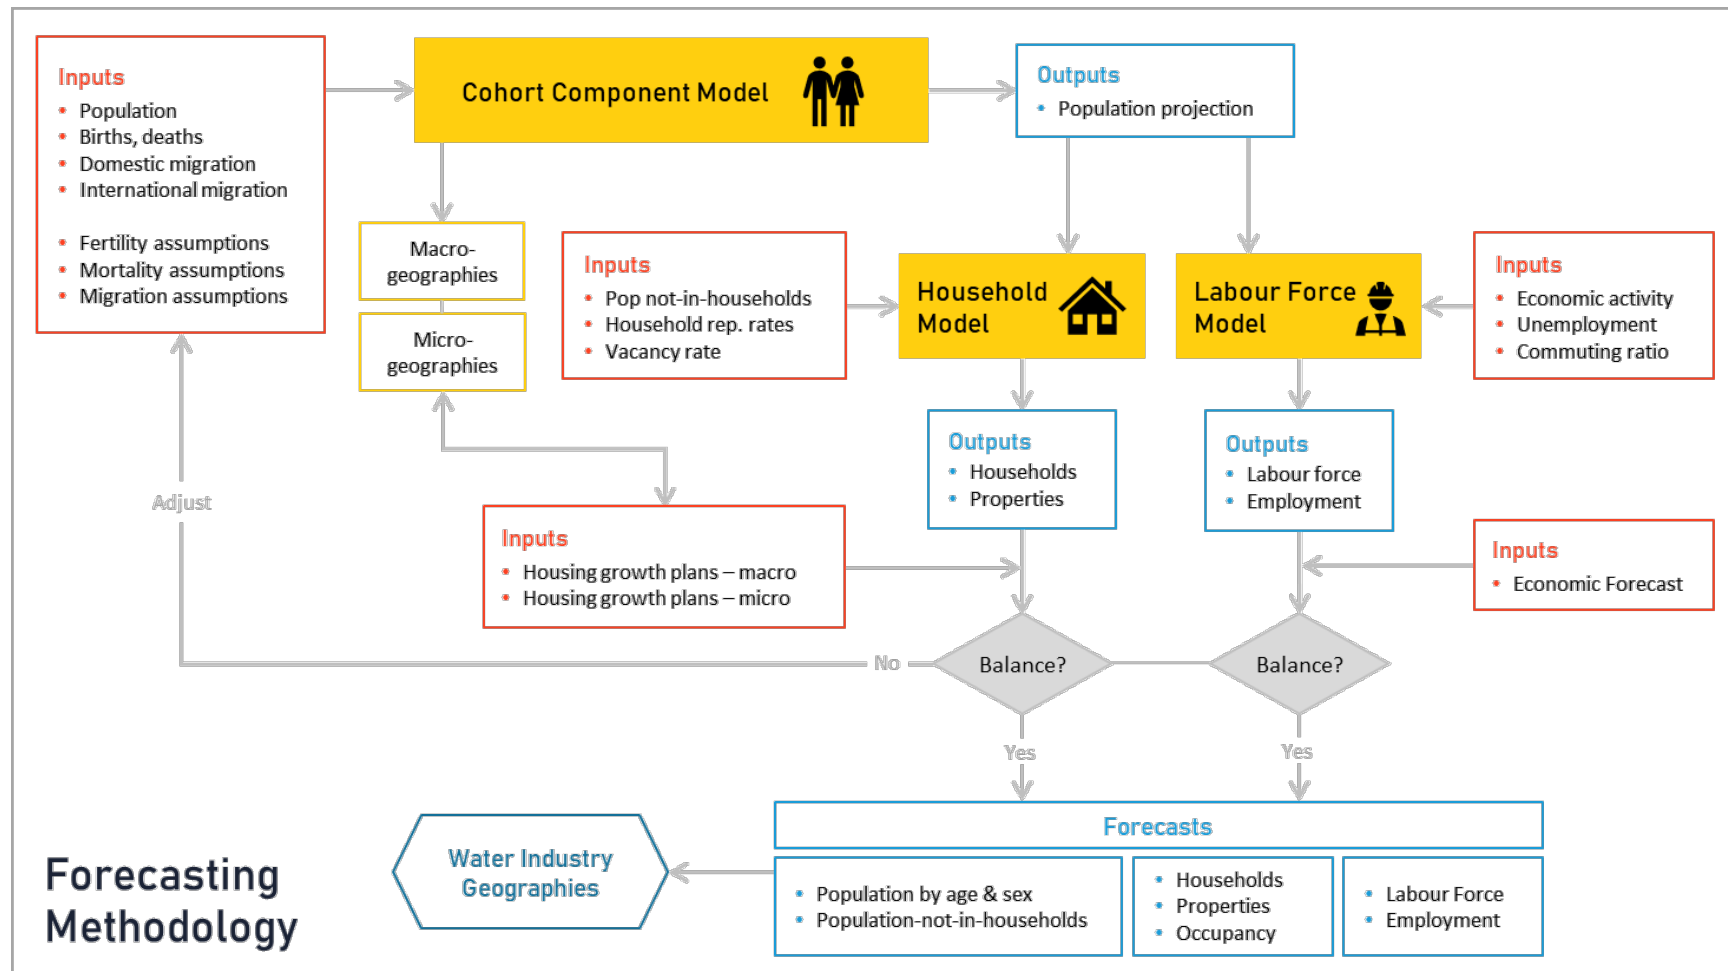 Inputs
• Population
• Births, deaths
• Domestic migration
• International migration
• Fertility assumptions
• Mortality assumptions
• Migration assumptions
Cohort Component Model
Outputs
• Population projection
Macro-
geographies
Micro-
geographies
Inputs
• Pop not-in-households
• Household rep. rates
• Vacancy rate
Household
Model
Labour Force
Model
Inputs
• Economic activity
• Unemployment
• Commuting ratio
Outputs
• Households
• Properties
Outputs
• Labour force
• Employment
Adjust
Inputs
• Housing growth plans – macro
• Housing growth plans – micro
Inputs
• Economic Forecast
No
Balance?
Balance?
Yes
Yes
Forecasts
Water Industry
Geographies
• Population by age & sex
• Population-not-in-households
• Households
• Properties
• Occupancy
• Labour Force
• Employment
Forecasting
Methodology